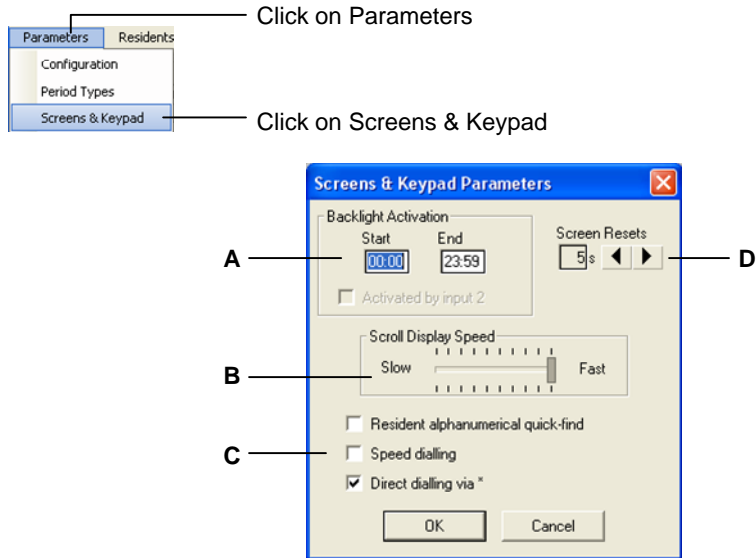 Click on Parameters
Parameters Residents
Configuration
Period Types
Screens & Keypad
Click on Screens & Keypad
Screens & Keypad Parameters
Backlight Activation
Start End
Screen Resets
A
00:00 23:59
5 s
D
Activated by input 2
Scroll Display Speed
Slow Fast
B
Resident alphanumerical quick-find
C
Speed dialling
Direct dialling via *
OK Cancel